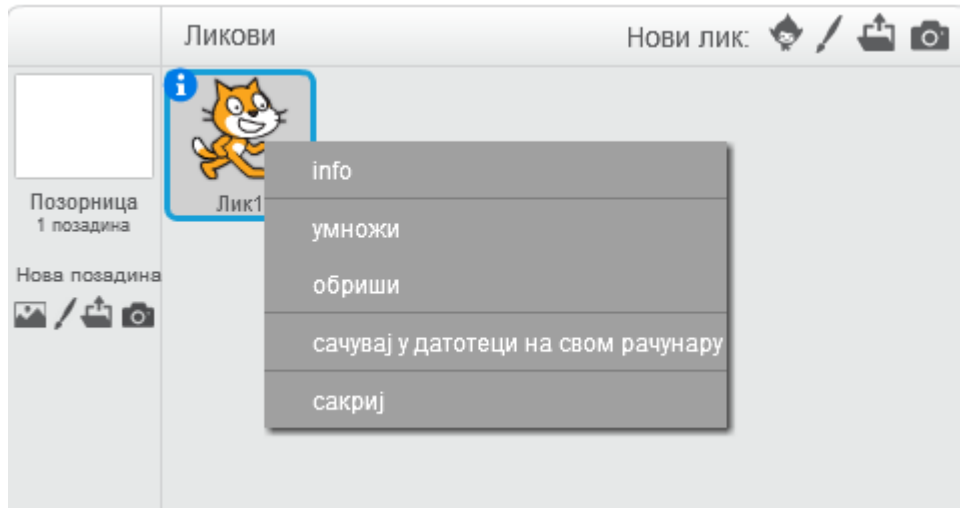 Ликови
Нови лик:
Позорница
1 позадина
Нова позадина
Лик1
info
умножи
обриши
сачувај у датотеци на свом рачунару
сакриј